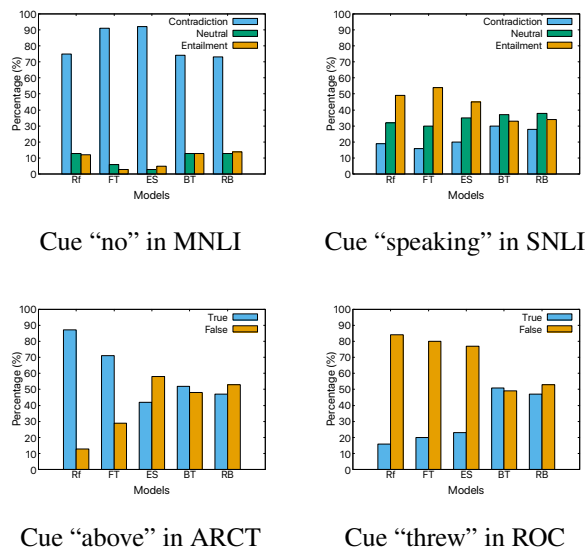 Contradiction
Neutral
Entailment
Percentage (%)
100
90
80
70
60
50
40
30
20
10
0
Rf FT ES BT RB
Models
Cue “no” in MNLI
Contradiction
Neutral
Entailment
Percentage (%)
100
90
80
70
60
50
40
30
20
10
0
Rf FT ES BT RB
Models
Cue “speaking” in SNLI
True
False
Percentage (%)
100
90
80
70
60
50
40
30
20
10
0
Rf FT ES BT RB
Models
Cue “above” in ARCT
True
False
Percentage (%)
100
90
80
70
60
50
40
30
20
10
0
Rf FT ES BT RB
Models
Cue “threw” in ROC